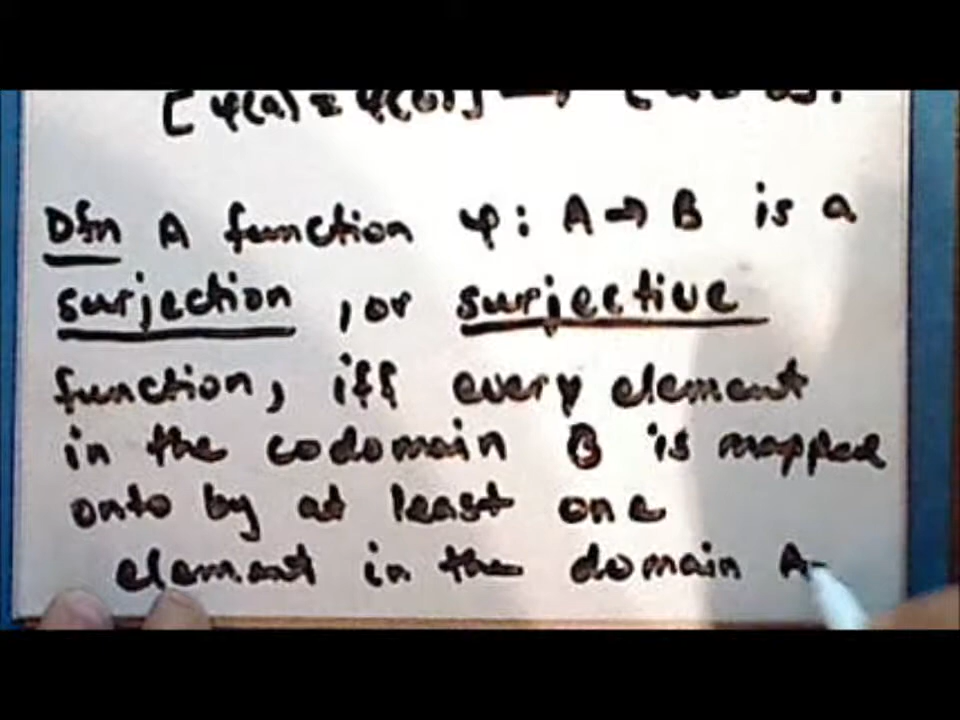 [φ(a) = φ(b)] →
Dfn A function φ: A → B is a
surjection, or surjective
function, iff every element
in the codomain B is mapped
onto by at least one
element in the domain A.